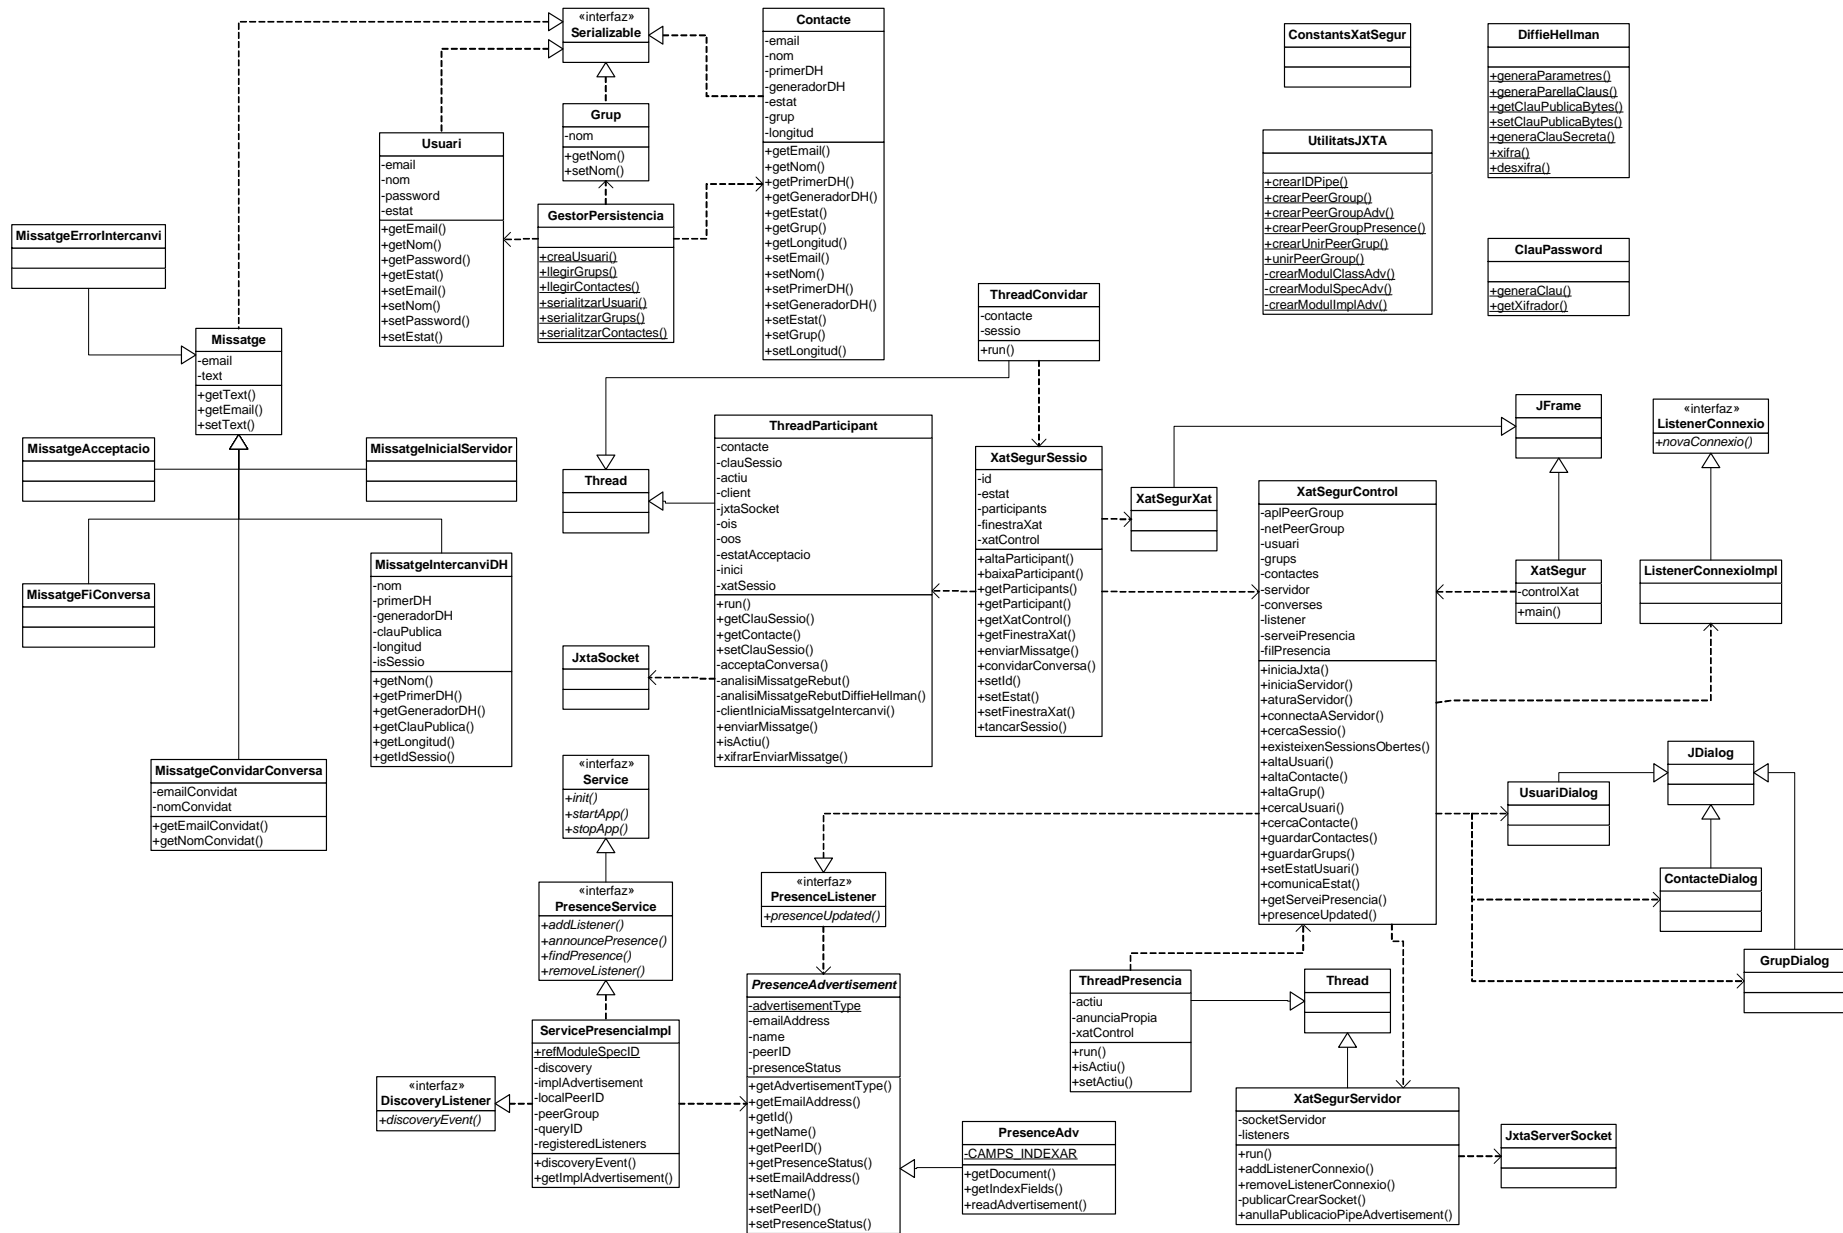 «interfaz»
Serializable
Contacte
-email
-nom
-primerDH
-generadorDH
-estat
-grup
-longitud
+getEmail()
+getNom()
+getPrimerDH()
+getGeneradorDH()
+getEstat()
+getGrup()
+getLongitud()
+setEmail()
+setNom()
+setPrimerDH()
+setGeneradorDH()
+setEstat()
+setGrup()
+setLongitud()
ConstantsXatSegur
DiffieHellman
+generaParametres()
+generaParellaClaus()
+getClauPublicaBytes()
+setClauPublicaBytes()
+generaClauSecreta()
+xifra()
+desxifra()
Grup
-nom
+getNom()
+setNom()
Usuari
-email
-nom
-password
-estat
+getEmail()
+getNom()
+getPassword()
+getEstat()
+setEmail()
+setNom()
+setPassword()
+setEstat()
GestorPersistencia
+creaUsuari()
+llegirGrups()
+llegirContactes()
+serialitzarUsuari()
+serialitzarGrups()
+serialitzarContactes()
UtilitatsJXTA
+crearIDPipe()
+crearPeerGroup()
+crearPeerGroupAdv()
+crearPeerGroupPresence()
+crearUnirPeerGrup()
+unirPeerGroup()
-crearModulClassAdv()
-crearModulSpecAdv()
-crearModulImplAdv()
ClauPassword
+generaClau()
+getXifrador()
MissatgeErrorIntercanvi
Missatge
-email
-text
+getText()
+getEmail()
+setText()
ThreadConvidar
-contacte
-sessio
+run()
MissatgeAcceptacio
MissatgeInicialServidor
MissatgeFiConversa
MissatgeIntercanviDH
-nom
-primerDH
-generadorDH
-clauPublica
-longitud
-isSessio
+getNom()
+getPrimerDH()
+getGeneradorDH()
+getClauPublica()
+getLongitud()
+getIdSessio()
MissatgeConvidarConversa
-emailConvidat
-nomConvidat
+getEmailConvidat()
+getNomConvidat()
Thread
ThreadParticipant
-contacte
-clauSessio
-actiu
-client
-jxtaSocket
-ois
-oos
-estatAcceptacio
-inici
-xatSessio
+run()
+getClauSessio()
+getContacte()
+setClauSessio()
-acceptaConversa()
-analisiMissatgeRebut()
-analisiMissatgeRebutDiffieHellman()
-clientIniciaMissatgeIntercanvi()
+enviarMissatge()
+isActiu()
+xifrarEnviarMissatge()
JxtaSocket
XatSegurSessio
-id
-estat
-participants
-finestraXat
-xatControl
+altaParticipant()
+baixaParticipant()
+getParticipants()
+getParticipant()
+getXatControl()
+getFinestraXat()
+enviarMissatge()
+convidarConversa()
+setId()
+setEstat()
+setFinestraXat()
+tancarSessio()
XatSegurXat
JFrame
«interfaz»
ListenerConnexio
+novaConnexio()
XatSegurControl
-aplPeerGroup
-netPeerGroup
-usuari
-grups
-contactes
-servidor
-converses
-listener
-serveiPresencia
-filPresencia
+iniciaJxta()
+iniciaServidor()
+aturaServidor()
+connectaAServidor()
+cercaSessio()
+existeixenSessionsObertes()
+altaUsuari()
+altaContacte()
+altaGrup()
+cercaUsuari()
+cercaContacte()
+guardarContactes()
+guardarGrups()
+setEstatUsuari()
+comunicaEstat()
+getServeiPresencia()
+presenceUpdated()
XatSegur
-controlXat
+main()
ListenerConnexioImpl
JDialog
UsuariDialog
ContacteDialog
GrupDialog
«interfaz»
Service
+init()
+startApp()
+stopApp()
«interfaz»
PresenceService
+addListener()
+announcePresence()
+findPresence()
+removeListener()
«interfaz»
PresenceListener
+presenceUpdated()
ServicePresenciaImpl
+refModuleSpecID
-discovery
-implAdvertisement
-localPeerID
-peerGroup
-queryID
-registeredListeners
+discoveryEvent()
+getImplAdvertisement()
«interfaz»
DiscoveryListener
+discoveryEvent()
PresenceAdvertisement
-advertisementType
-emailAddress
-name
-peerID
-presenceStatus
+getAdvertisementType()
+getEmailAddress()
+getId()
+getName()
+getPeerID()
+getPresenceStatus()
+setEmailAddress()
+setName()
+setPeerID()
+setPresenceStatus()
PresenceAdv
-CAMPS_INDEXAR
+getDocument()
+getIndexFields()
+readAdvertisement()
ThreadPresencia
-actiu
-anunciaPropia
-xatControl
+run()
+isActiu()
+setActiu()
Thread
XatSegurServidor
-socketServidor
-listeners
+run()
+addListenerConnexio()
+removeListenerConnexio()
-publicarCrearSocket()
+anullaPublicacioPipeAdvertisement()
JxtaServerSocket